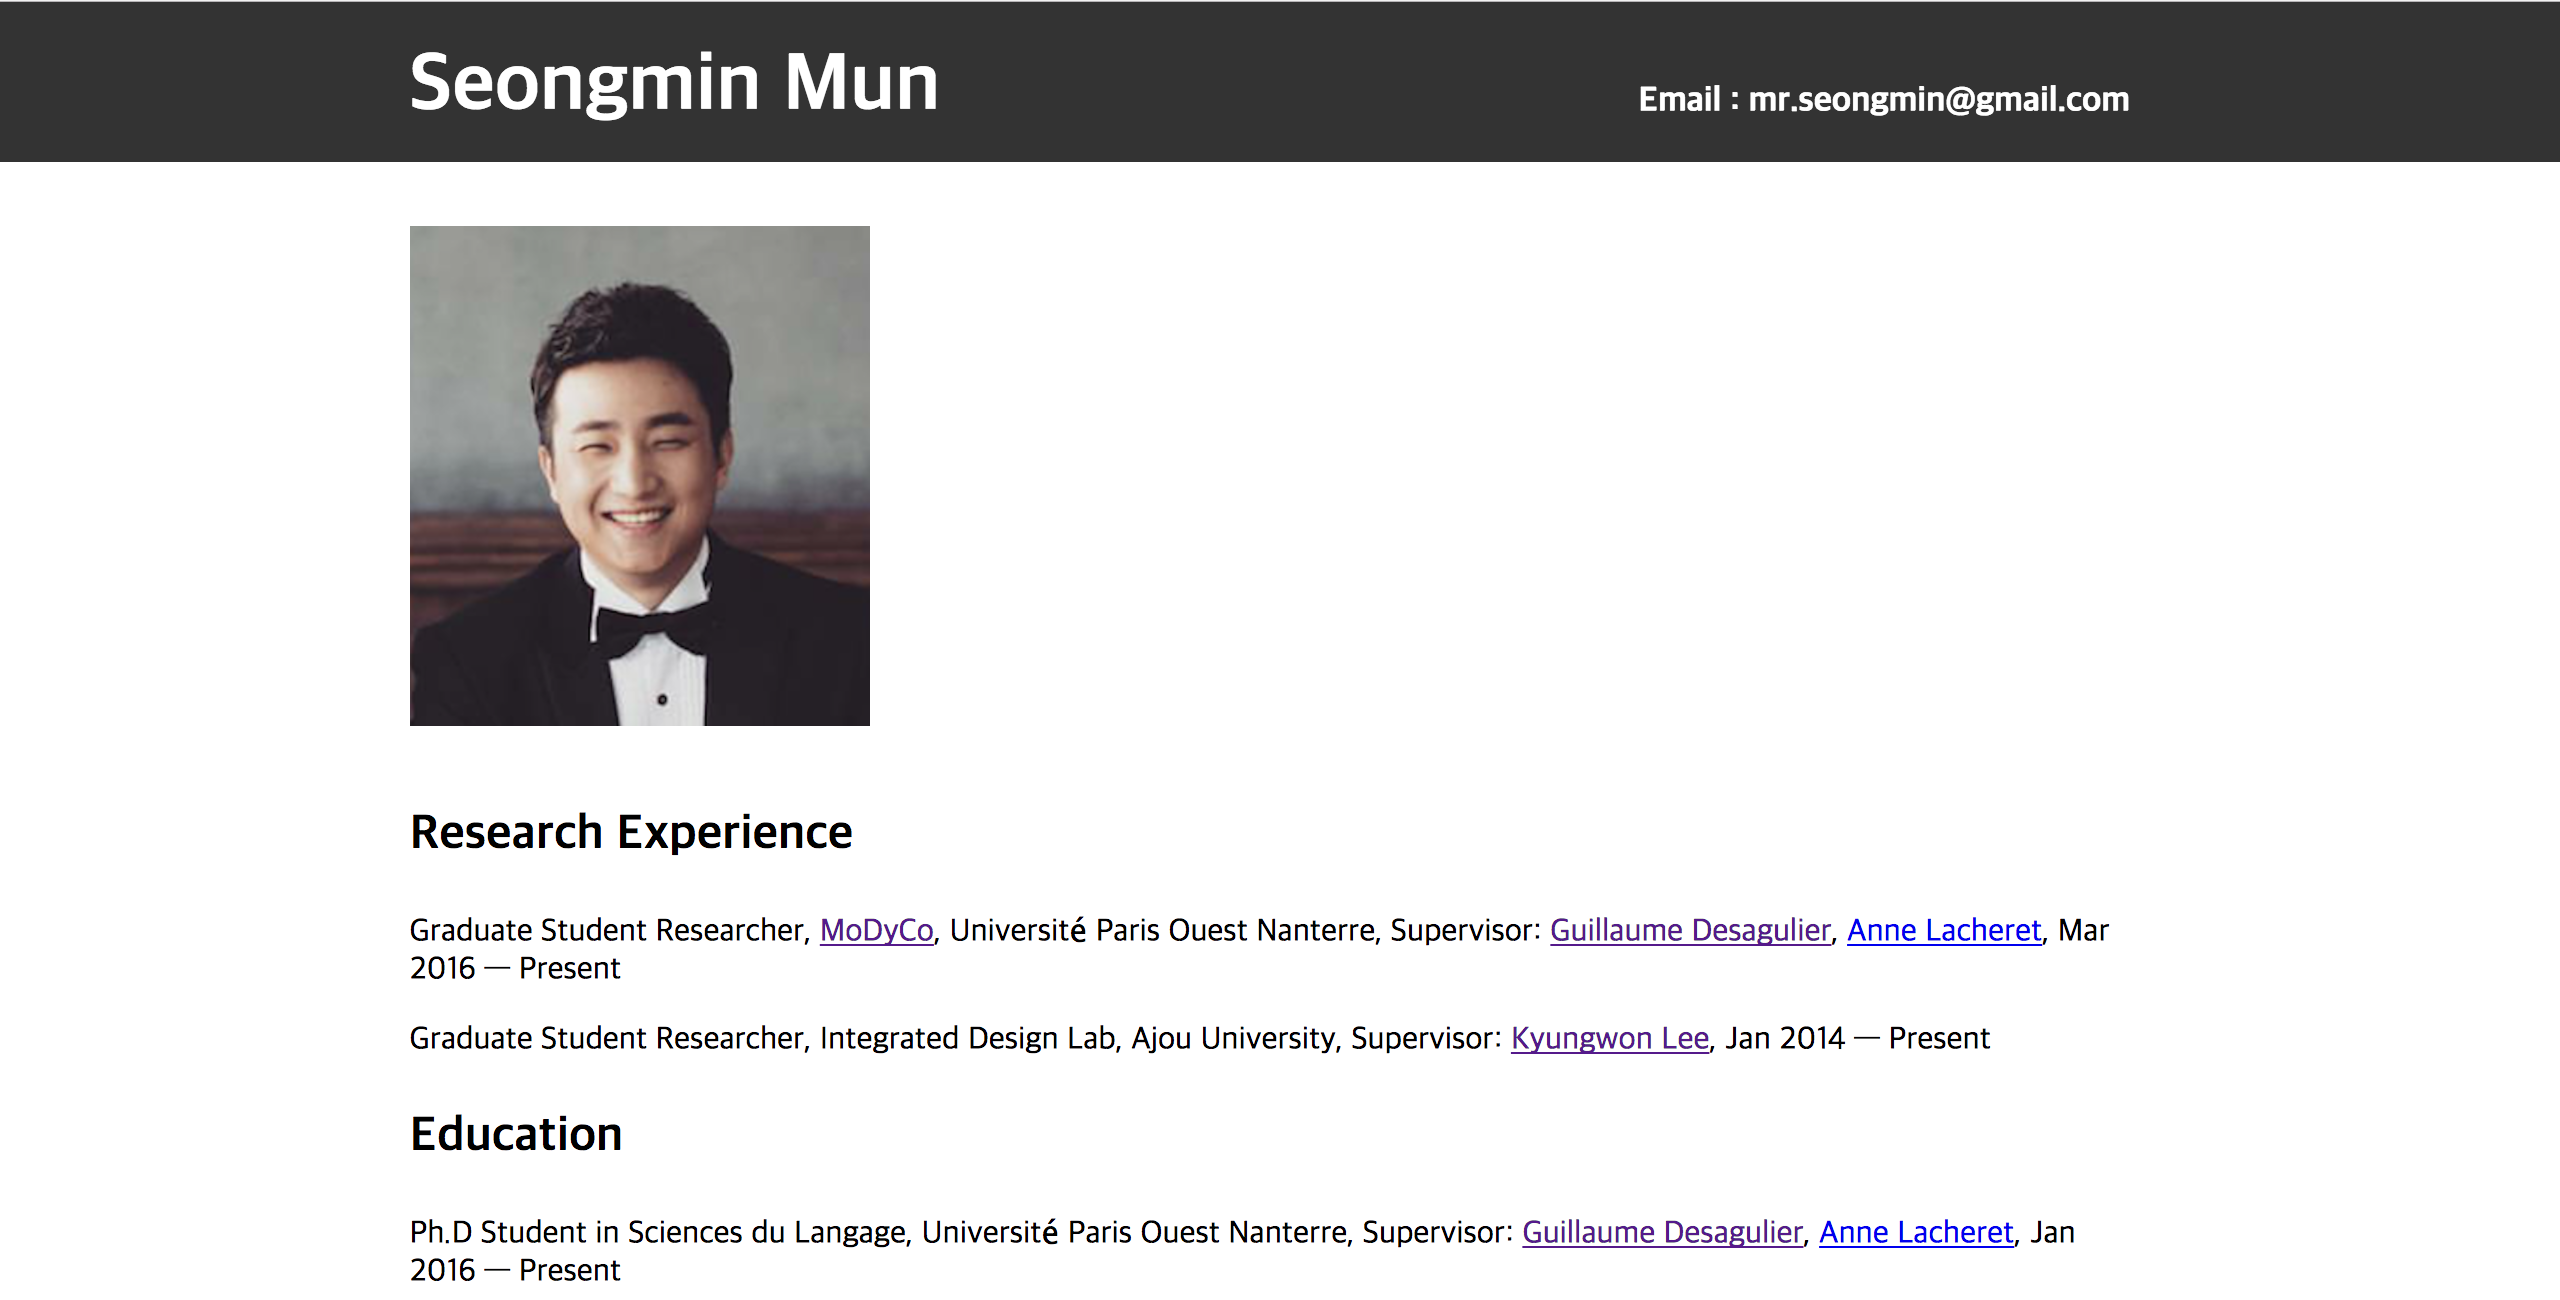 Seongmin Mun
Email : mr.seongmin@gmail.com
Research Experience
Graduate Student Researcher, MoDyCo, Université Paris Ouest Nanterre, Supervisor: Guillaume Desagulier, Anne Lacheret, Mar
2016 — Present
Graduate Student Researcher, Integrated Design Lab, Ajou University, Supervisor: Kyungwon Lee, Jan 2014 — Present
Education
Ph.D Student in Sciences du Langage, Université Paris Ouest Nanterre, Supervisor: Guillaume Desagulier, Anne Lacheret, Jan
2016 — Present